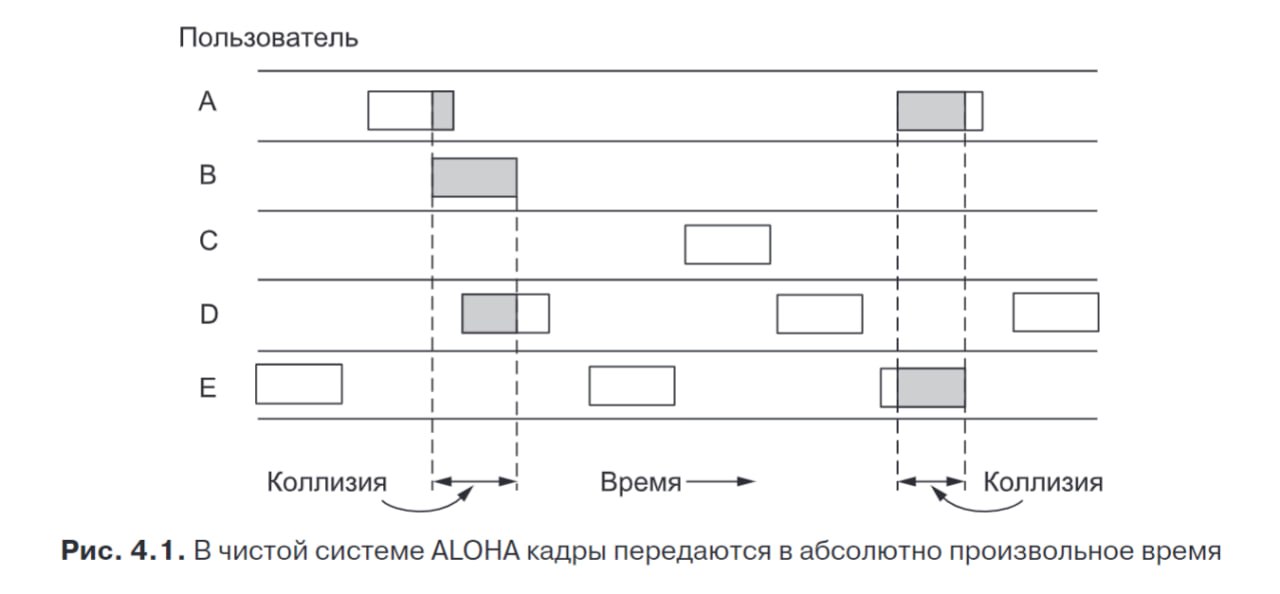 Пользователь
A
B
C
D
E
Коллизия
Время
Коллизия
Рис. 4.1. В чистой системе ALOHA кадры передаются в абсолютно произвольное время